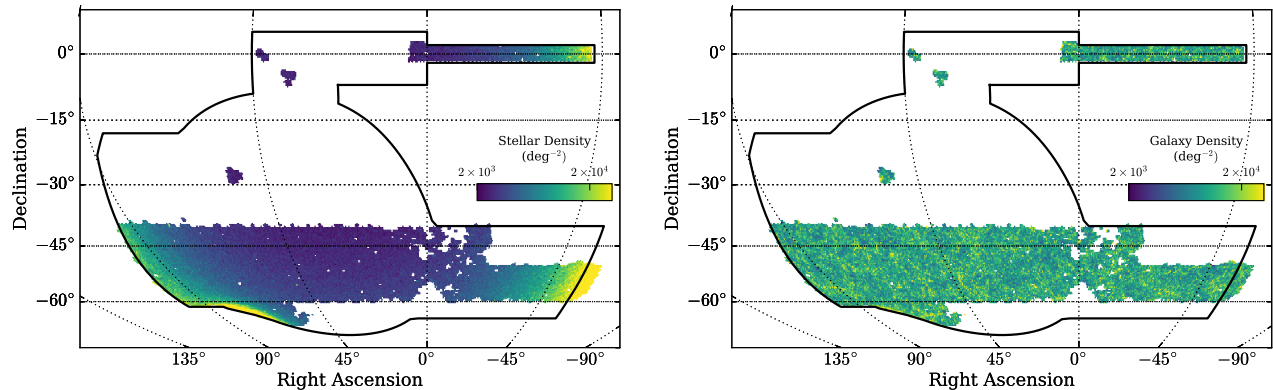 0°
−15°
−30°
−45°
−60°
Declination
135°
90°
45°
0°
−45°
−90°
Right Ascension
Stellar Density
(deg⁻²)
2 × 10³
2 × 10⁴
0°
−15°
−30°
−45°
−60°
Declination
135°
90°
45°
0°
−45°
−90°
Right Ascension
Galaxy Density
(deg⁻²)
2 × 10³
2 × 10⁴